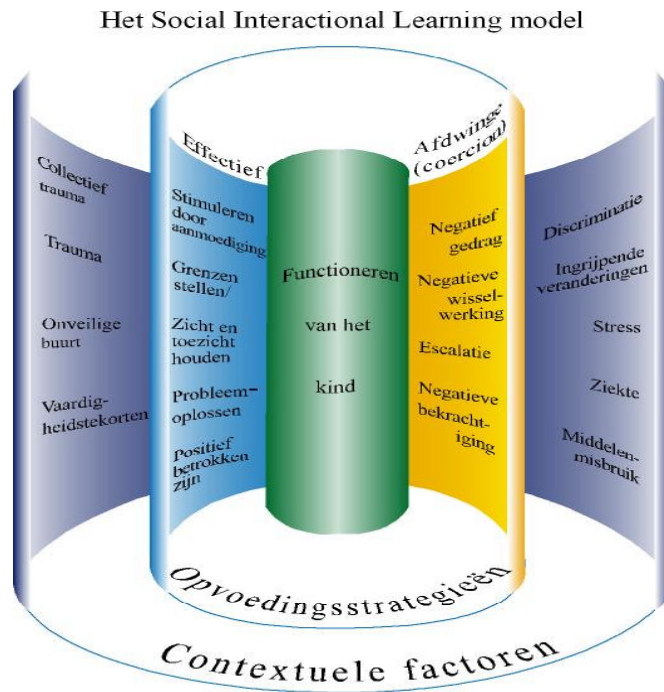 Het Social Interactional Learning model
Collectief
trauma
Trauma
Onveilige
buurt
Vaardig-
heidstekorten
Effectief
Stimuleren
door
aanmoediging
Grenzen
stellen/
Zicht en
toezicht
houden
Probleem-
oplossen
Positief
betrokken
zijn
Functioneren
van het
kind
Afdwinge
(coercion)
Negatief
gedrag
Negatieve
wissel-
werking
Escalatie
Negatieve
bekracht-
iging
Discriminatie
Ingrijpende
veranderingen
Stress
Ziekte
Middelen-
misbruik
Opvoedingsstrategieën
Contextuele factoren